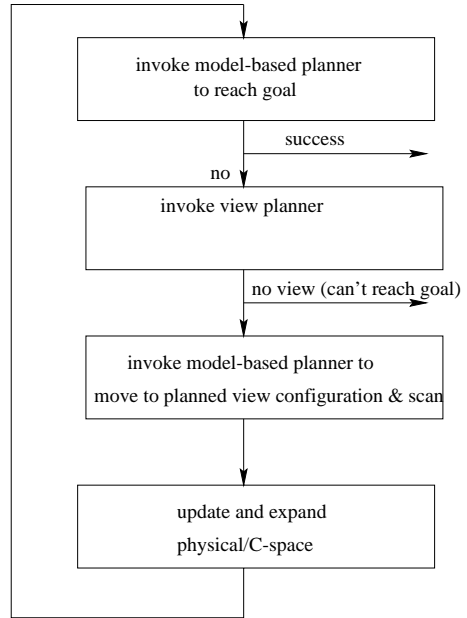 invoke model-based planner
to reach goal
success
no
invoke view planner
no view (can't reach goal)
invoke model-based planner to
move to planned view configuration & scan
update and expand
physical/C-space